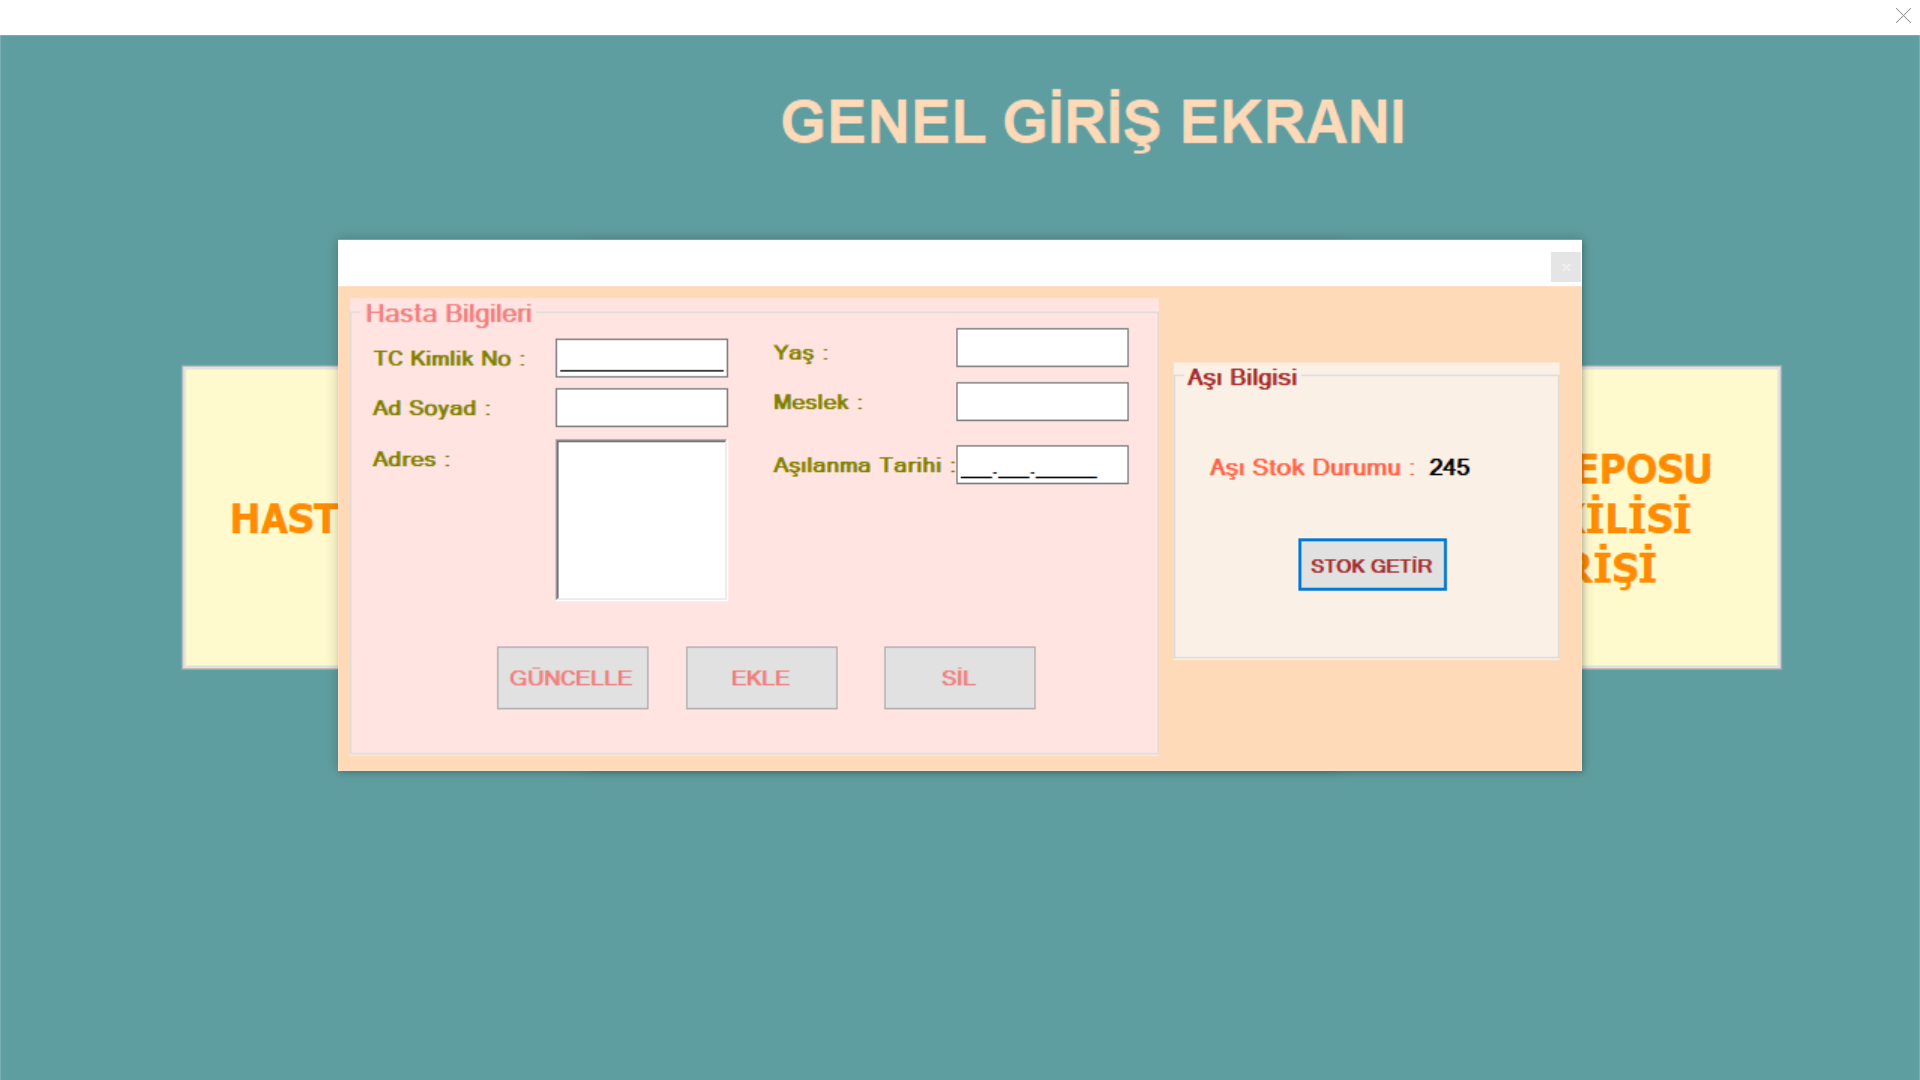 GENEL GİRİŞ EKRANI
Hasta Bilgileri
TC Kimlik No :
Ad Soyad :
Adres :
Yaş :
Meslek :
Aşılanma Tarihi : __.__.____
GÜNCELLE
EKLE
SİL
Aşı Bilgisi
Aşı Stok Durumu : 245
STOK GETİR
HAST
EPOSU
İLİSİ
RİŞİ